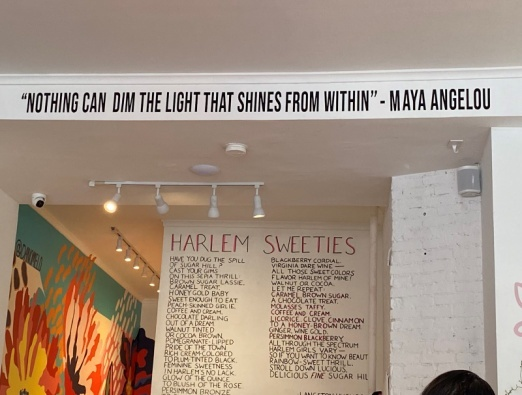 "NOTHING CAN DIM THE LIGHT THAT SHINES FROM WITHIN" - MAYA ANGELOU
HARLEM SWEETIES
HAVE YOU DUG THE SPILL
OF SUGAR HILL?
CAST YOUR GIMS
ON THIS SEPIA THRILL.
BROWN SUGAR LASSIE,
CARAMEL TREAT,
HONEY GOLD BABY
SWEET ENOUGH TO EAT.
PEACH-SKINNED GIRLIE,
COFFEE AND CREAM,
CHOCOLATE DARLING
OUT OF A DREAM.
WALNUT TINTED
OR COCOA BROWN,
POMEGRANATE-LIPPED
PRIDE OF THE TOWN.
RICH CREAM-COLORED
TO PLUM TINTED BLACK,
FEMININE SWEETNESS
IN HARLEM'S NO LACK.
GLOW OF THE QUINCE
TO BLUSH OF THE ROSE.
PERSIMMON BRONZE
BLACKBERRY CORDIAL,
VIRGINIA DARE WINE—
ALL THOSE SWEET COLORS
FLAVOR HARLEM OF MINE!
WALNUT OR COCOA,
LET ME REPEAT:
CARAMEL, BROWN SUGAR,
A CHOCOLATE TREAT.
MOLASSES TAFFY,
COFFEE AND CREAM,
LICORICE, CLOVE, CINNAMON
TO A HONEY-BROWN DREAM.
GINGER, WINE GOLD,
PERSIMMON, BLACKBERRY,
ALL THROUGH THE SPECTRUM
HARLEM GIRLS VARY—
SO IF YOU WANT TO KNOW BEAUT
RAINBOW SWEET THRILL,
STROLL DOWN LUCIOUS,
DELICIOUS, FINE SUGAR HIL